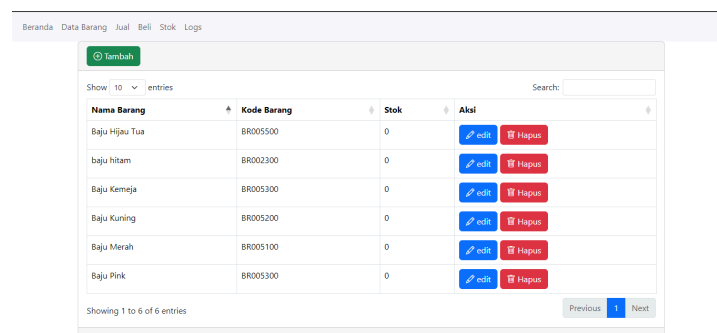 Beranda Data Barang Jual Beli Stok Logs
Tambah
Show 10 entries Search:
Nama Barang Kode Barang Stok Aksi
Baju Hijau Tua BR005500 0 edit Hapus
baju hitam BR002300 0 edit Hapus
Baju Kemeja BR005300 0 edit Hapus
Baju Kuning BR005200 0 edit Hapus
Baju Merah BR005100 0 edit Hapus
Baju Pink BR005300 0 edit Hapus
Showing 1 to 6 of 6 entries Previous 1 Next